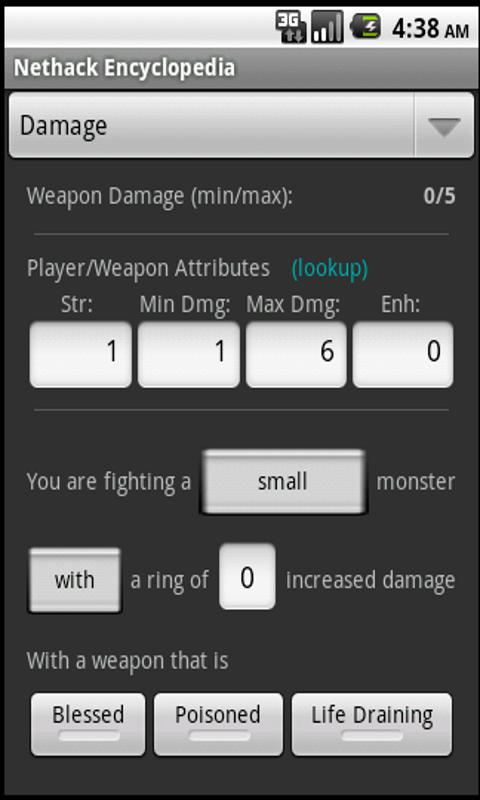 3G 4:38 AM
Nethack Encyclopedia
Damage
Weapon Damage (min/max): 0/5
Player/Weapon Attributes (lookup)
Str: Min Dmg: Max Dmg: Enh:
1 1 6 0
You are fighting a small monster
with a ring of 0 increased damage
With a weapon that is
Blessed Poisoned Life Draining